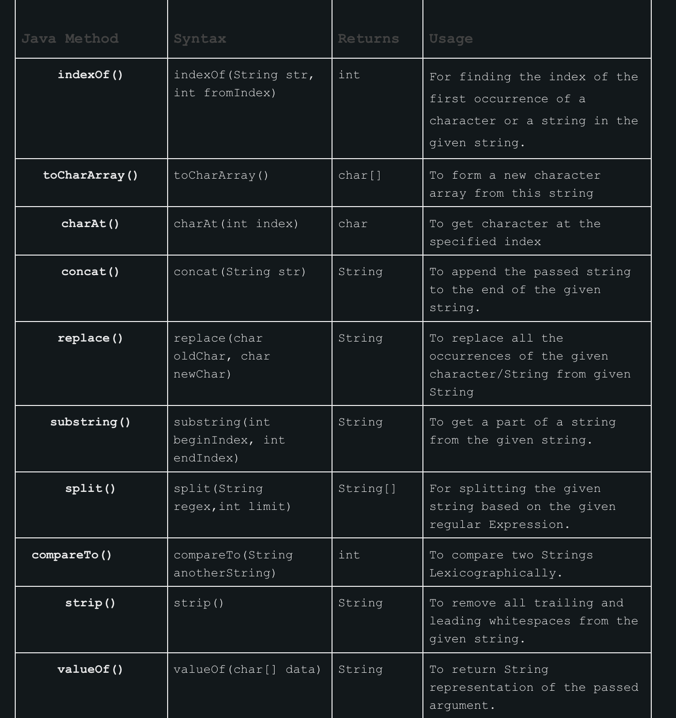 Java Method Syntax Returns Usage
indexOf() indexOf(String str, int For finding the index of the
int fromIndex) first occurrence of a
character or a string in the
given string.
toCharArray() toCharArray() char[] To form a new character
array from this string
charAt() charAt(int index) char To get character at the
specified index
concat() concat(String str) String To append the passed string
to the end of the given
string.
replace() replace(char String To replace all the
oldChar, char occurrences of the given
newChar) character/String from given
String
substring() substring(int String To get a part of a string
beginIndex, int from the given string.
endIndex)
split() split(String String[] For splitting the given
regex,int limit) string based on the given
regular Expression.
compareTo() compareTo(String int To compare two Strings
anotherString) Lexicographically.
strip() strip() String To remove all trailing and
leading whitespaces from the
given string.
valueOf() valueOf(char[] data) String To return String
representation of the passed
argument.